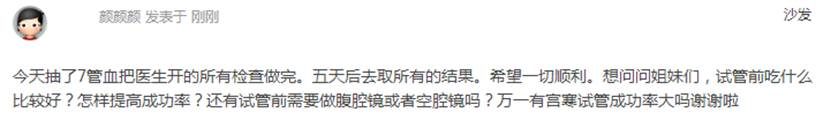 颜颜颜 发表于 刚刚
沙发
今天抽了7管血把医生开的所有检查做完。五天后去取所有的结果。希望一切顺利。想问问姐妹们，试管前吃什么
比较好？怎样提高成功率？还有试管前需要做腹腔镜或者空腔镜吗？万一有宫寒试管成功率大吗谢谢啦